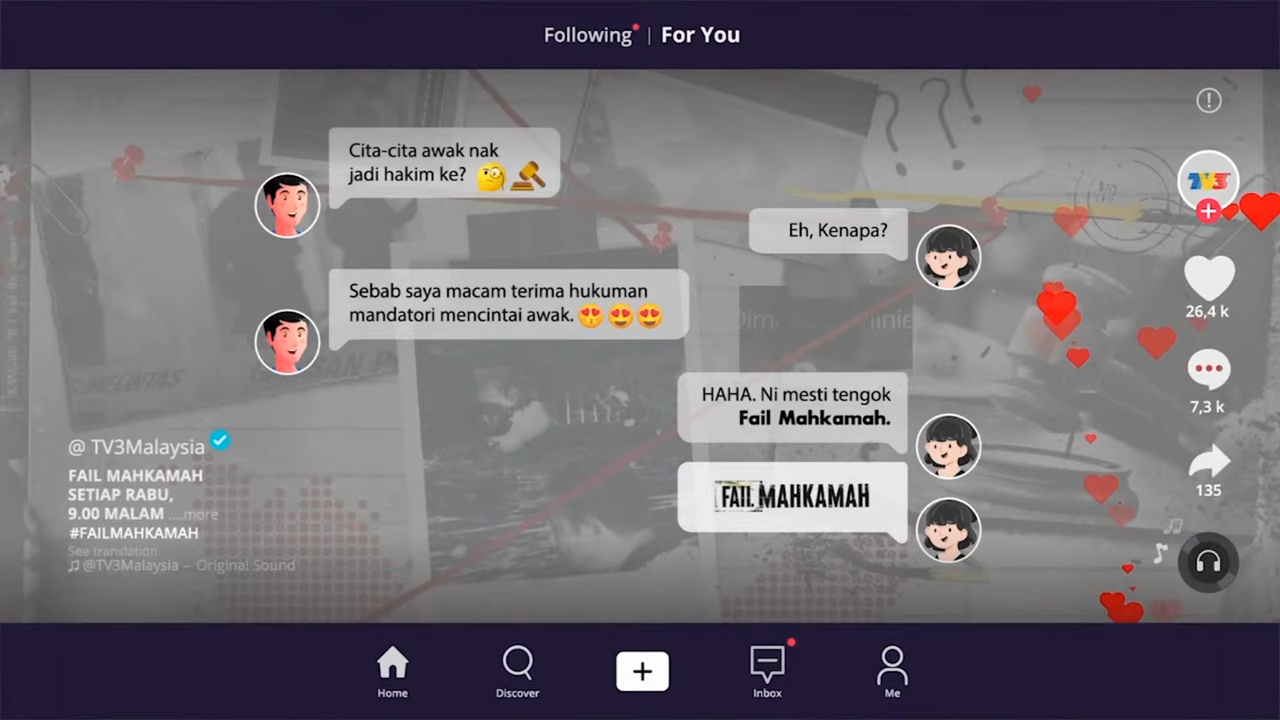 Following | For You
Cita-cita awak nak
jadi hakim ke? 🧐
Eh, Kenapa?
Sebab saya macam terima hukuman
mandatori mencintai awak. 😍😍😍
HAHA. Ni mesti tengok
Fail Mahkamah.
FAIL MAHKAMAH
TV3
26,4 k
7,3 k
135
@ TV3Malaysia
FAIL MAHKAMAH
SETIAP RABU,
9.00 MALAM ....more
#FAILMAHKAMAH
See translation
@TV3Malaysia – Original Sound
Home
Discover
Inbox
Me